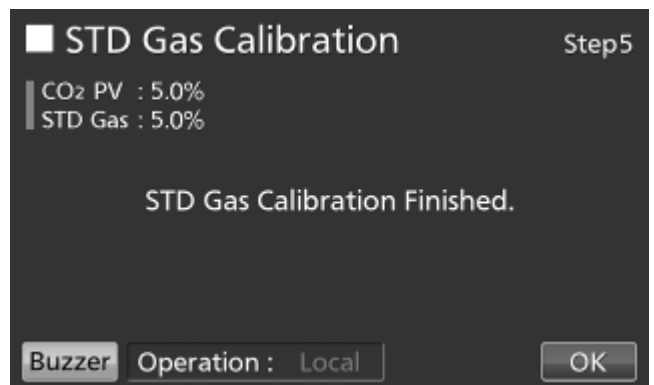 STD Gas Calibration Step5
CO2 PV : 5.0%
STD Gas : 5.0%
STD Gas Calibration Finished.
Buzzer Operation : Local OK